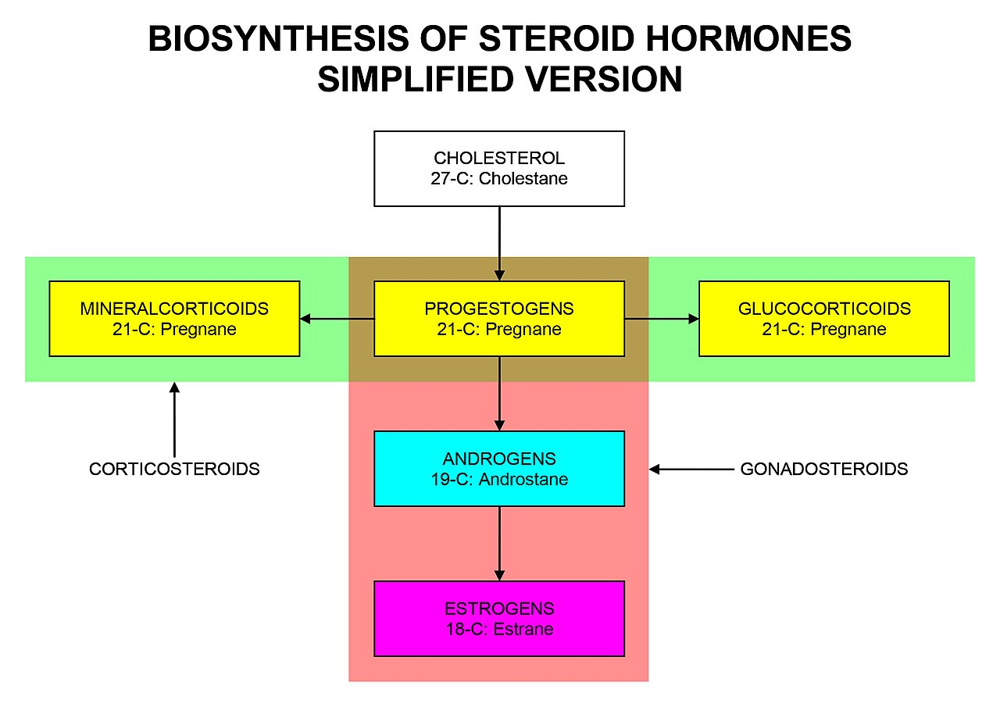 BIOSYNTHESIS OF STEROID HORMONES
SIMPLIFIED VERSION
CHOLESTEROL
27-C: Cholestane
MINERALCORTICOIDS
21-C: Pregnane
PROGESTOGENS
21-C: Pregnane
GLUCOCORTICOIDS
21-C: Pregnane
CORTICOSTEROIDS
ANDROGENS
19-C: Androstane
GONADOSTEROIDS
ESTROGENS
18-C: Estrane